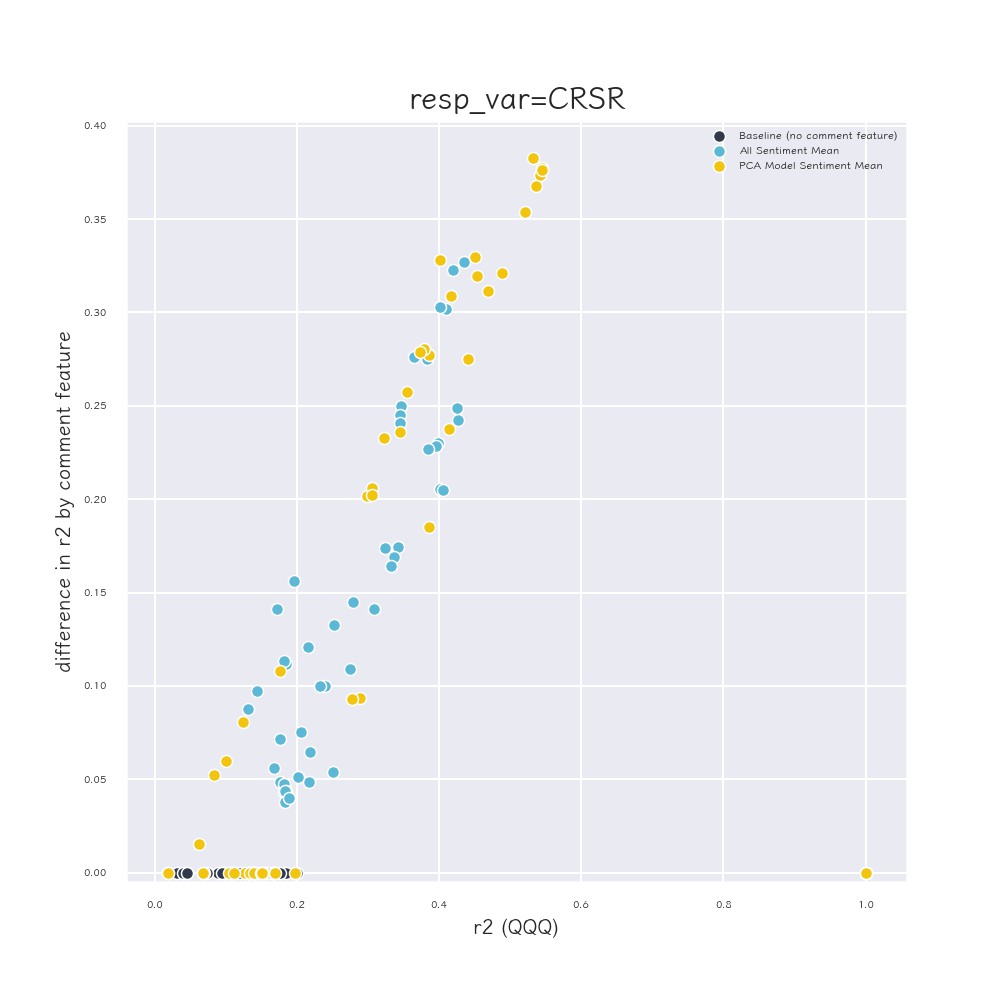 resp_var=CRSR
0.40
Baseline (no comment feature)
All Sentiment Mean
PCA Model Sentiment Mean
0.35
0.30
0.25
0.20
0.15
0.10
0.05
0.00
difference in r2 by comment feature
0.0 0.2 0.4 0.6 0.8 1.0
r2 (QQQ)